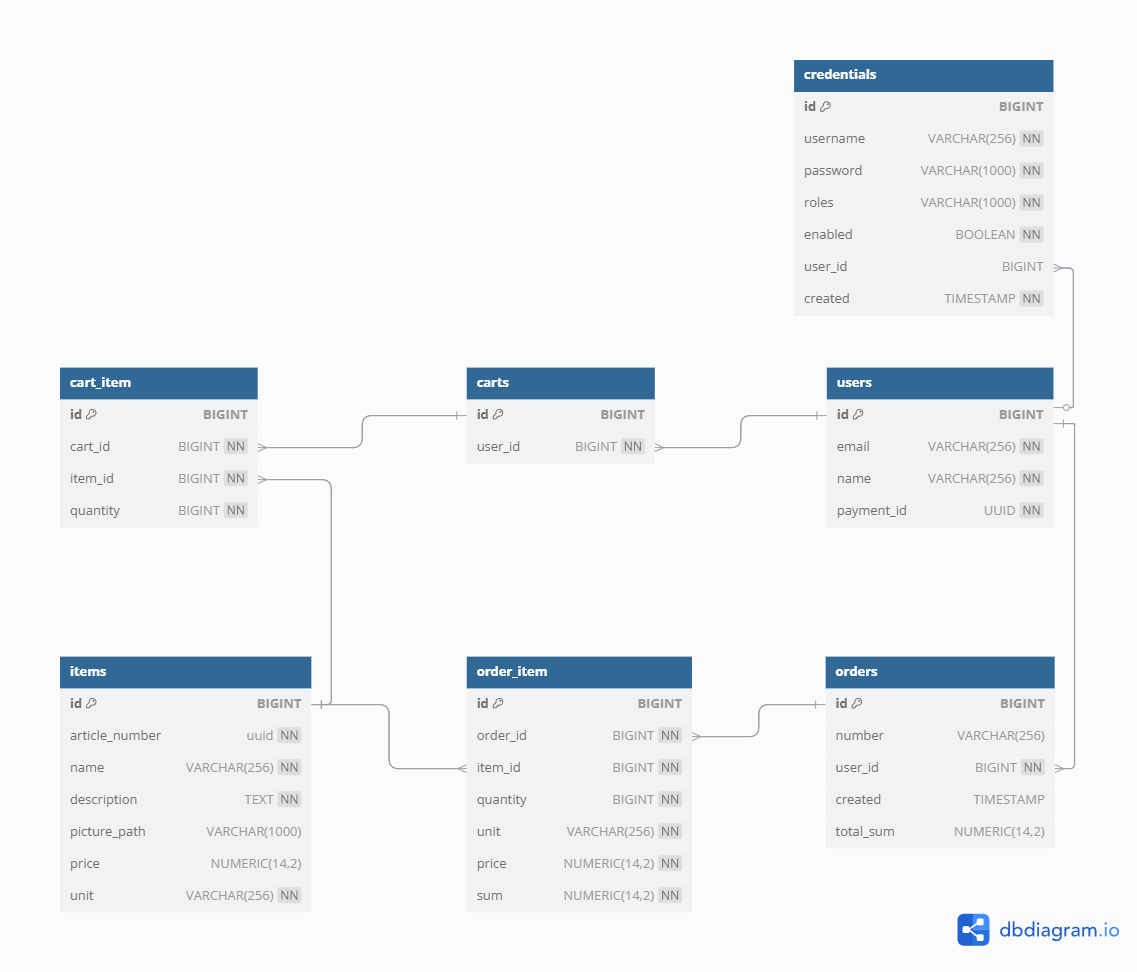 credentials
id BIGINT
username VARCHAR(256) NN
password VARCHAR(1000) NN
roles VARCHAR(1000) NN
enabled BOOLEAN NN
user_id BIGINT
created TIMESTAMP NN
cart_item
id BIGINT
cart_id BIGINT NN
item_id BIGINT NN
quantity BIGINT NN
carts
id BIGINT
user_id BIGINT NN
users
id BIGINT
email VARCHAR(256) NN
name VARCHAR(256) NN
payment_id UUID NN
items
id BIGINT
article_number uuid NN
name VARCHAR(256) NN
description TEXT NN
picture_path VARCHAR(1000)
price NUMERIC(14,2)
unit VARCHAR(256) NN
order_item
id BIGINT
order_id BIGINT NN
item_id BIGINT NN
quantity BIGINT NN
unit VARCHAR(256) NN
price NUMERIC(14,2) NN
sum NUMERIC(14,2) NN
orders
id BIGINT
number VARCHAR(256)
user_id BIGINT NN
created TIMESTAMP
total_sum NUMERIC(14,2)
dbdiagram.io